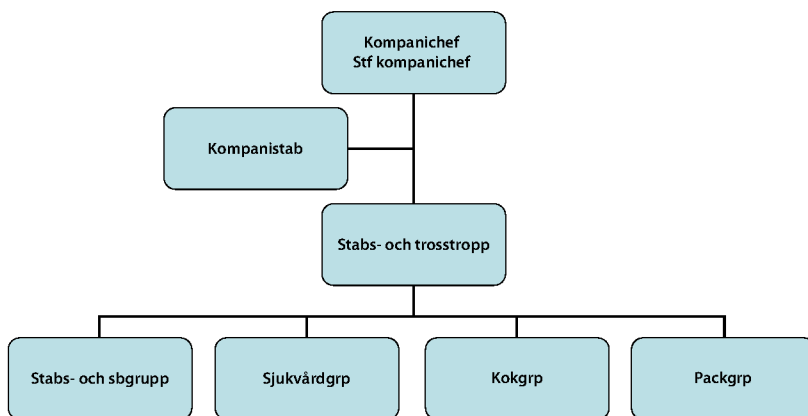 Kompanichef
Stf kompanichef
Kompanistab
Stabs- och trosstropp
Stabs- och sbgrupp
Sjukvårdgrp
Kokgrp
Packgrp